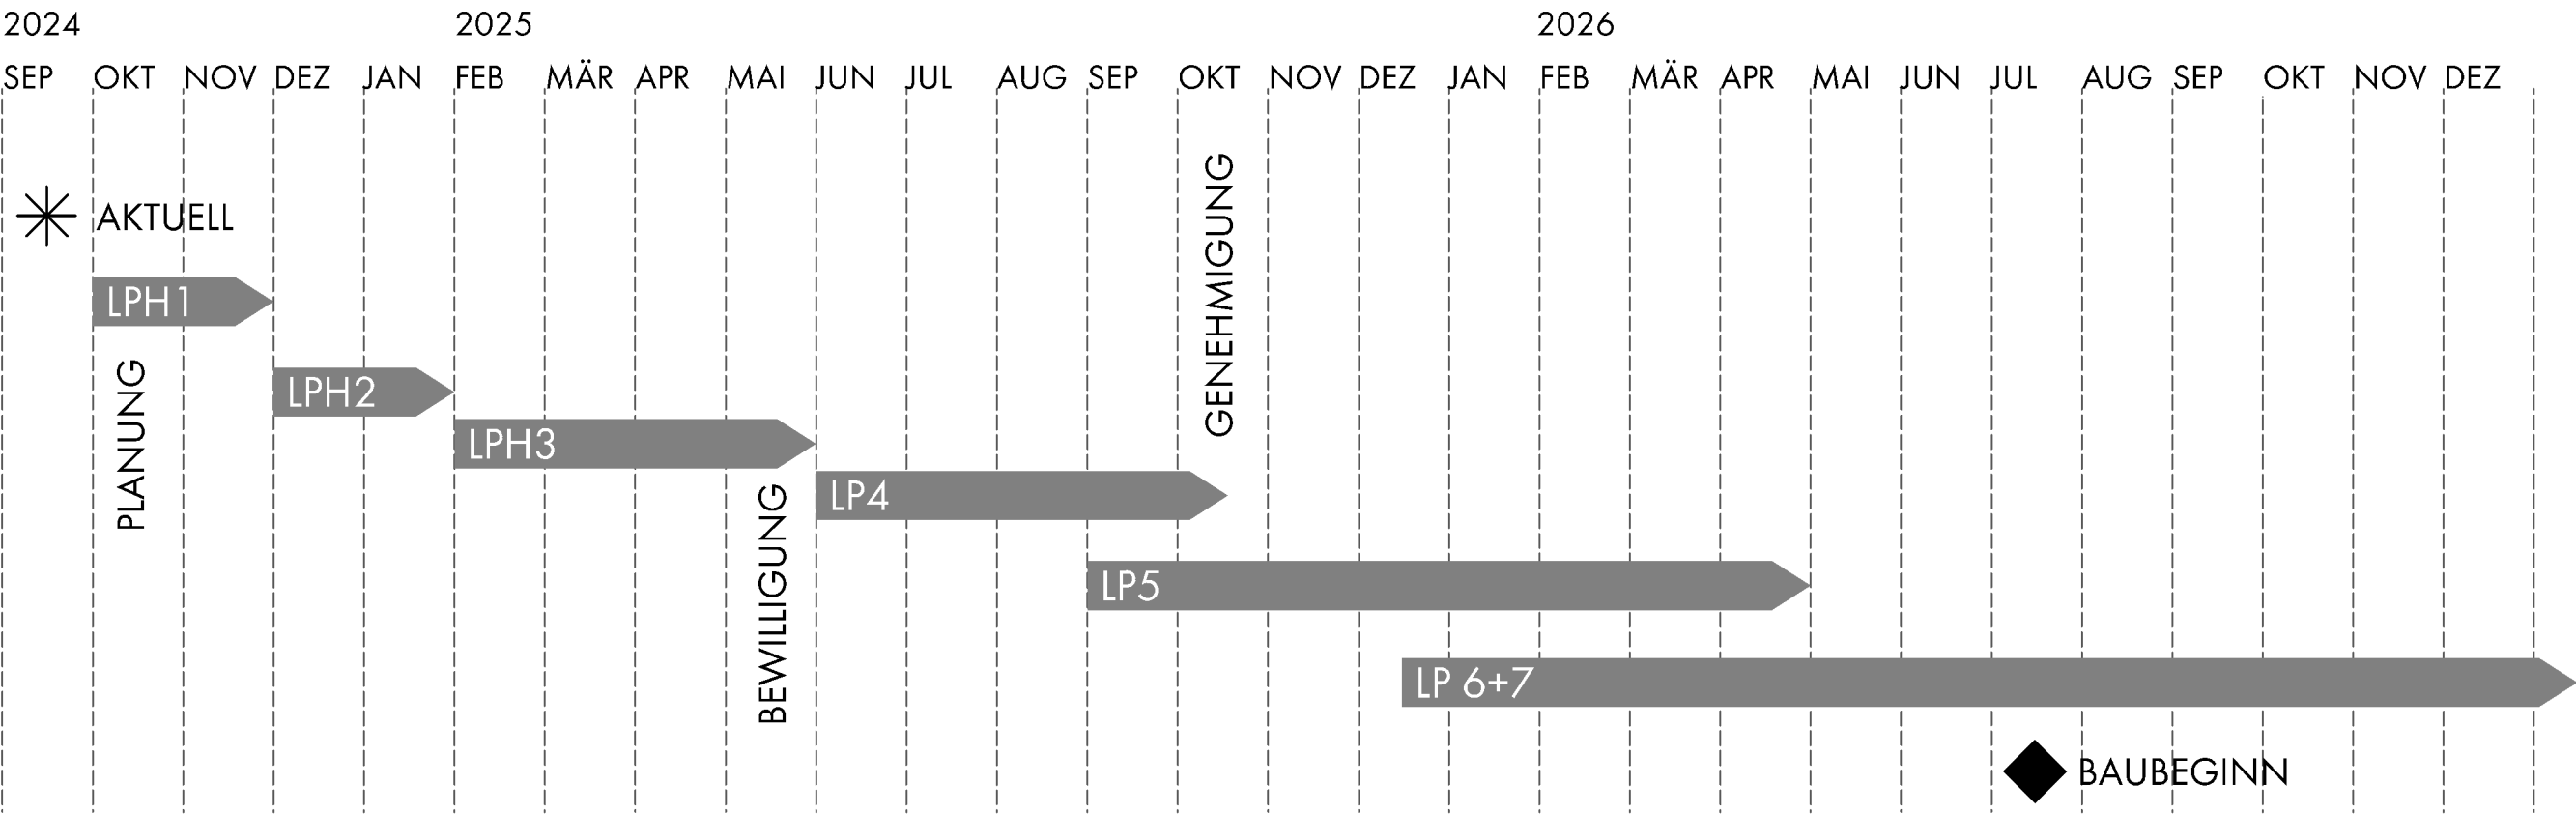 2024 2025 2026
SEP OKT NOV DEZ JAN FEB MÄR APR MAI JUN JUL AUG SEP OKT NOV DEZ JAN FEB MÄR APR MAI JUN JUL AUG SEP OKT NOV DEZ
AKTUELL
GENEHMIGUNG
LPH1
PLANUNG
LPH2
LPH3
BEWILLIGUNG
LP4
LP5
LP 6+7
BAUBEGINN